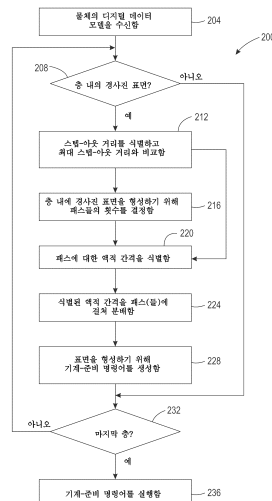 물체의 디지털 데이터
모델을 수신함
204
200
208
층 내의 경사진 표면?
아니오
예
212
스텝-아웃 거리를 식별하고
최대 스텝-아웃 거리와 비교함
층 내에 경사진 표면을 형성하기 위해
패스들의 횟수를 결정함
216
220
패스에 대한 액적 간격을 식별함
식별된 액적 간격을 패스(들)에
걸쳐 분배함
224
표면을 형성하기 위해
기계-준비 명령어를 생성함
228
232
아니오
마지막 층?
예
기계-준비 명령어를 실행함
236